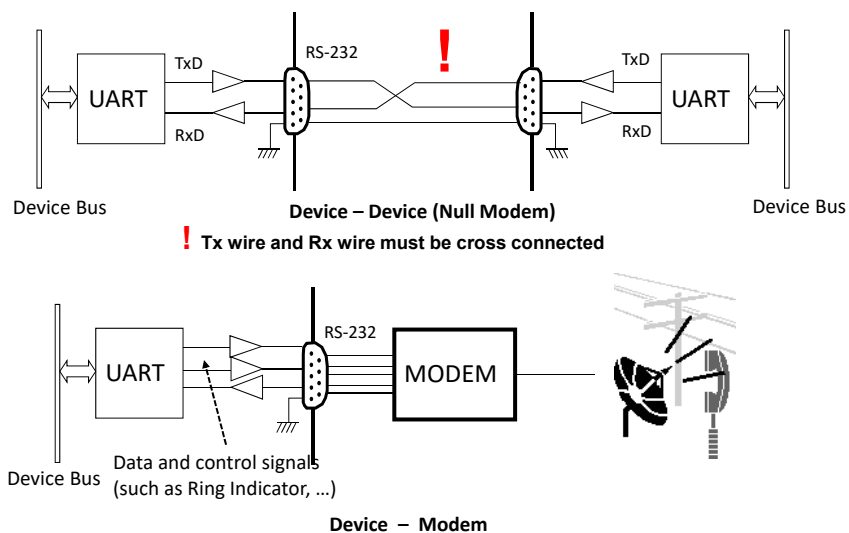 TxD
RS-232
!
TxD
UART
UART
RxD
RxD
Device Bus
Device – Device (Null Modem)
Device Bus
! Tx wire and Rx wire must be cross connected
RS-232
UART
MODEM
Data and control signals
(such as Ring Indicator, ...)
Device Bus
Device – Modem